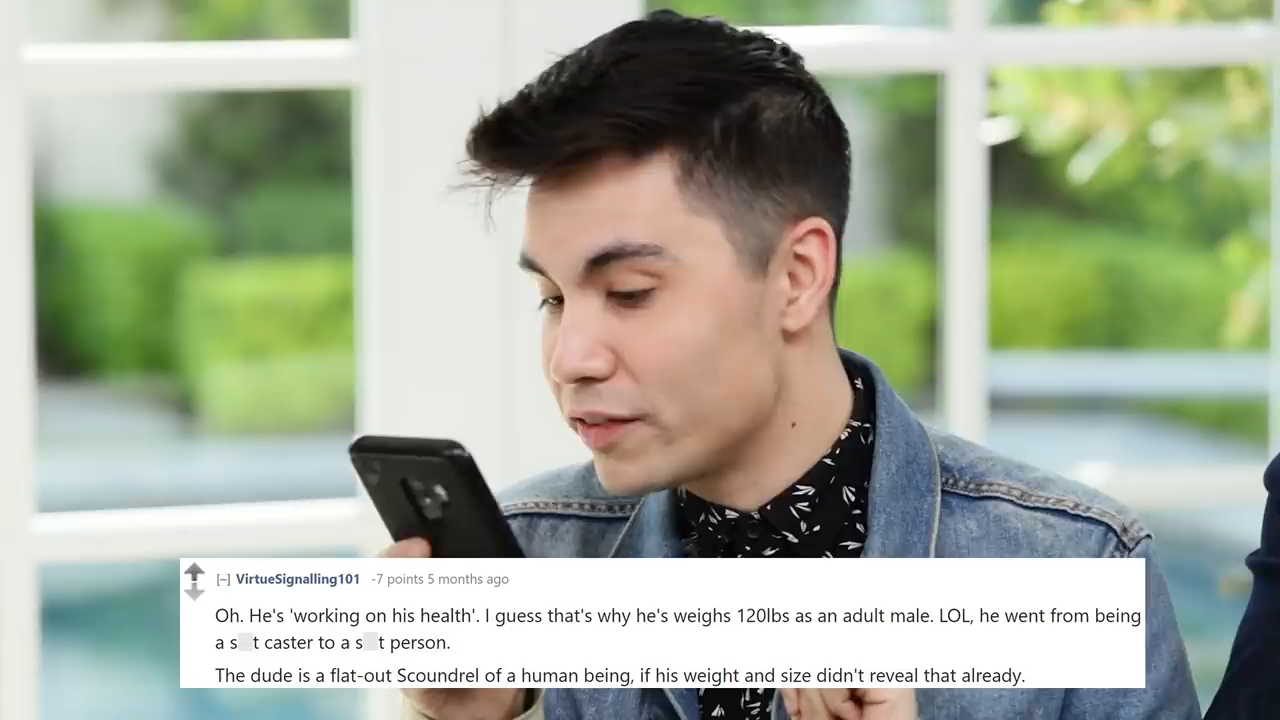 [–] VirtueSignalling101 -7 points 5 months ago
Oh. He's 'working on his health'. I guess that's why he's weighs 120lbs as an adult male. LOL, he went from being
a s t caster to a s t person.
The dude is a flat-out Scoundrel of a human being, if his weight and size didn't reveal that already.